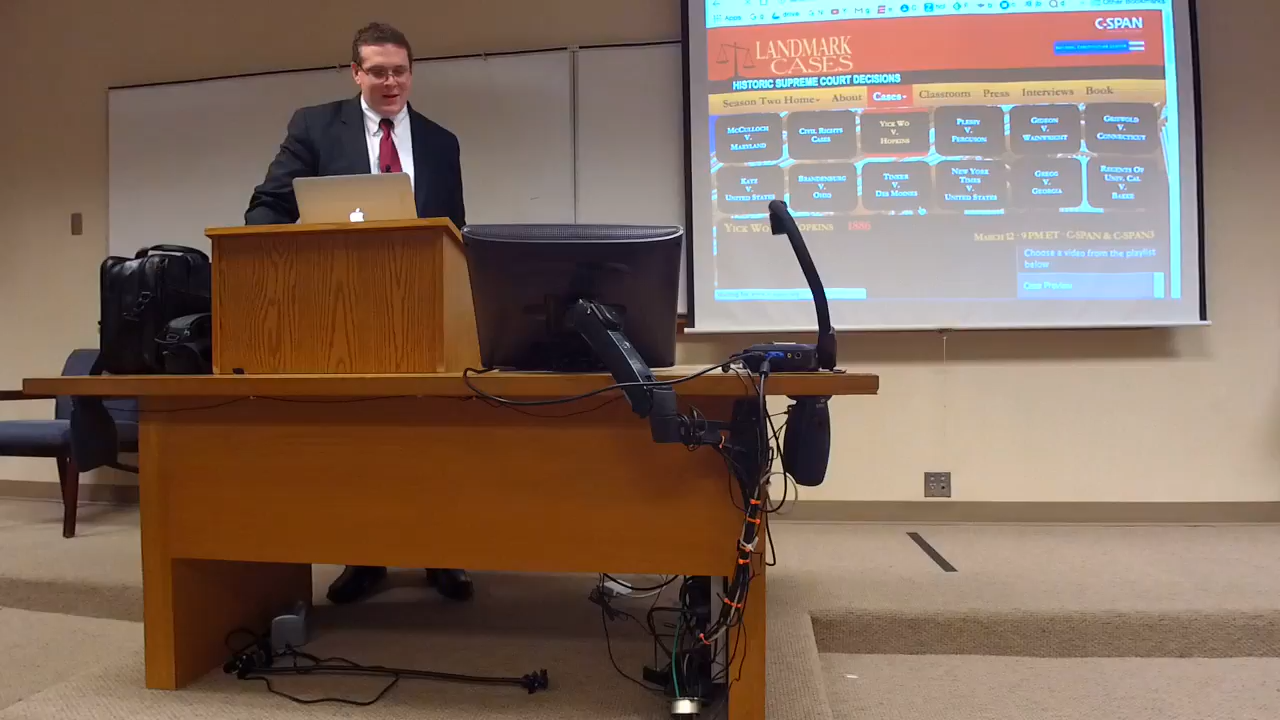 Apps
drive
C-SPAN
LANDMARK
CASES
HISTORIC SUPREME COURT DECISIONS
Season Two Home
About
Cases
Classroom
Press
Interviews
Book
McCulloch
v.
Maryland
Civil Rights
Cases
Yick Wo
v.
Hopkins
Plessy
v.
Ferguson
Gideon
v.
Wainwright
Griswold
v.
Connecticut
Katz
v.
United States
Brandenburg
v.
Ohio
Tinker
v.
Des Moines
New York
Times
v.
United States
Gregg
v.
Georgia
Regents Of
Univ. Cal.
v.
Bakke
Yick Wo v. Hopkins 1886
March 12 · 9 PM ET · C-SPAN & C-SPAN3
Choose a video from the playlist
below
Case Preview